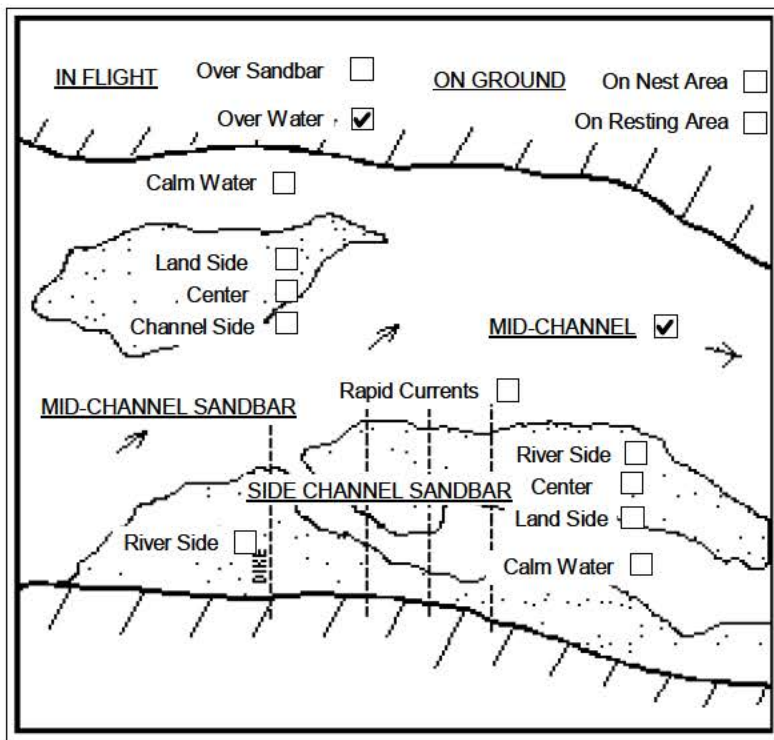 IN FLIGHT
Over Sandbar
ON GROUND
On Nest Area
Over Water
On Resting Area
Calm Water
Land Side
Center
Channel Side
MID-CHANNEL
Rapid Currents
MID-CHANNEL SANDBAR
River Side
SIDE CHANNEL SANDBAR
Center
Land Side
River Side
DIKE
Calm Water